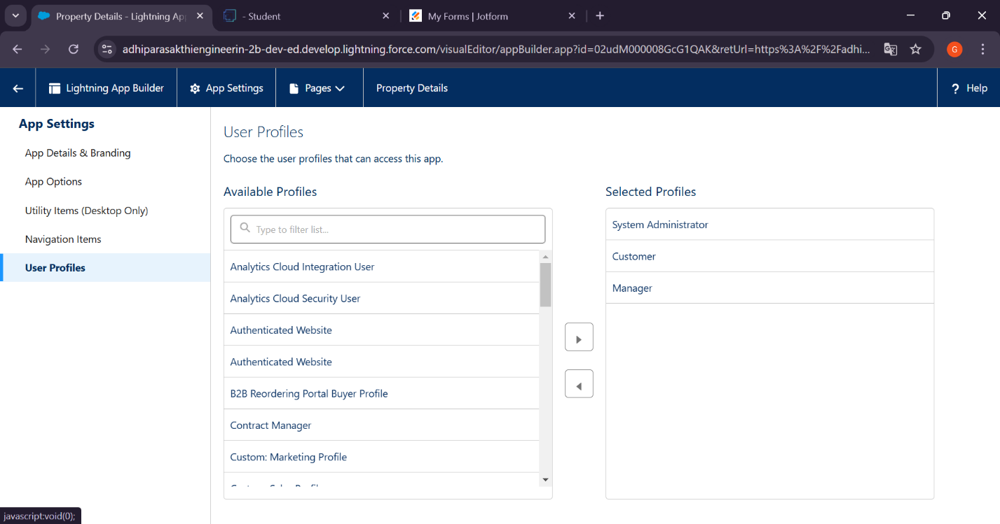 Property Details - Lightning Ap
- Student
My Forms | Jotform
adhiparasakthiengineerin-2b-dev-ed.develop.lightning.force.com/visualEditor/appBuilder.app?id=02udM000008GcG1QAK&retUrl=https%3A%2F%2Fadhi...
G
Lightning App Builder
App Settings
Pages
Property Details
? Help
App Settings
App Details & Branding
App Options
Utility Items (Desktop Only)
Navigation Items
User Profiles
User Profiles
Choose the user profiles that can access this app.
Available Profiles
Type to filter list...
Analytics Cloud Integration User
Analytics Cloud Security User
Authenticated Website
Authenticated Website
B2B Reordering Portal Buyer Profile
Contract Manager
Custom: Marketing Profile
Selected Profiles
System Administrator
Customer
Manager
javascript:void(0);